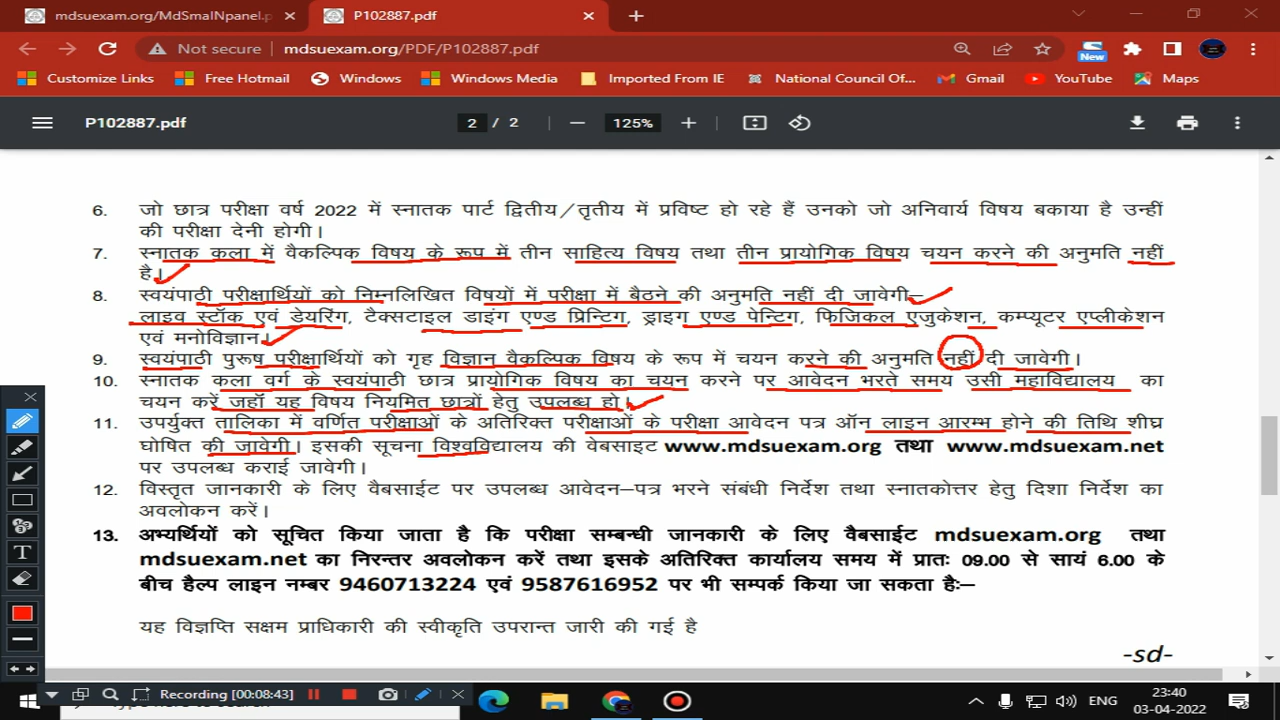 mdsuexam.org/MdSmalNpanel.p
P102887.pdf
Not secure
mdsuexam.org/PDF/P102887.pdf
New
Customize Links
Free Hotmail
Windows
Windows Media
Imported From IE
National Council Of...
Gmail
YouTube
Maps
P102887.pdf
2 / 2
125%
6. जो छात्र परीक्षा वर्ष 2022 में स्नातक पार्ट द्वितीय/तृतीय में प्रविष्ट हो रहे हैं उनको जो अनिवार्य विषय बकाया है उन्हीं
की परीक्षा देनी होगी।
7. स्नातक कला में वैकल्पिक विषय के रूप में तीन साहित्य विषय तथा तीन प्रायोगिक विषय चयन करने की अनुमति नहीं
है।
8. स्वयंपाठी परीक्षार्थियों को निम्नलिखित विषयों में परीक्षा में बैठने की अनुमति नहीं दी जावेगी–
लाइव स्टॉक एवं डेयरिंग, टैक्सटाइल डाइंग एण्ड प्रिन्टिग, ड्राइग एण्ड पेन्टिग, फिजिकल एजुकेशन, कम्प्यूटर एप्लीकेशन
एवं मनोविज्ञान।
9. स्वयंपाठी पुरुष परीक्षार्थियों को गृह विज्ञान वैकल्पिक विषय के रूप में चयन करने की अनुमति नहीं दी जावेगी।
10. स्नातक कला वर्ग के स्वयंपाठी छात्र प्रायोगिक विषय का चयन करने पर आवेदन भरते समय उसी महाविद्यालय का
चयन करें जहाँ यह विषय नियमित छात्रों हेतु उपलब्ध हो।
11. उपर्युक्त तालिका में वर्णित परीक्षाओं के अतिरिक्त परीक्षाओं के परीक्षा आवेदन पत्र ऑन लाइन आरम्भ होने की तिथि शीघ्र
घोषित की जावेगी। इसकी सूचना विश्वविद्यालय की वेबसाइट www.mdsuexam.org तथा www.mdsuexam.net
पर उपलब्ध कराई जावेगी।
12. विस्तृत जानकारी के लिए वैबसाईट पर उपलब्ध आवेदन–पत्र भरने संबंधी निर्देश तथा स्नातकोत्तर हेतु दिशा निर्देश का
अवलोकन करें।
13. अभ्यर्थियों को सूचित किया जाता है कि परीक्षा सम्बन्धी जानकारी के लिए वैबसाईट mdsuexam.org तथा
mdsuexam.net का निरन्तर अवलोकन करें तथा इसके अतिरिक्त कार्यालय समय में प्रातः 09.00 से सायं 6.00 के
बीच हैल्प लाइन नम्बर 9460713224 एवं 9587616952 पर भी सम्पर्क किया जा सकता हैः–
यह विज्ञप्ति सक्षम प्राधिकारी की स्वीकृति उपरान्त जारी की गई है
-sd-
T
Recording [00:08:43]
ENG
23:40
03-04-2022